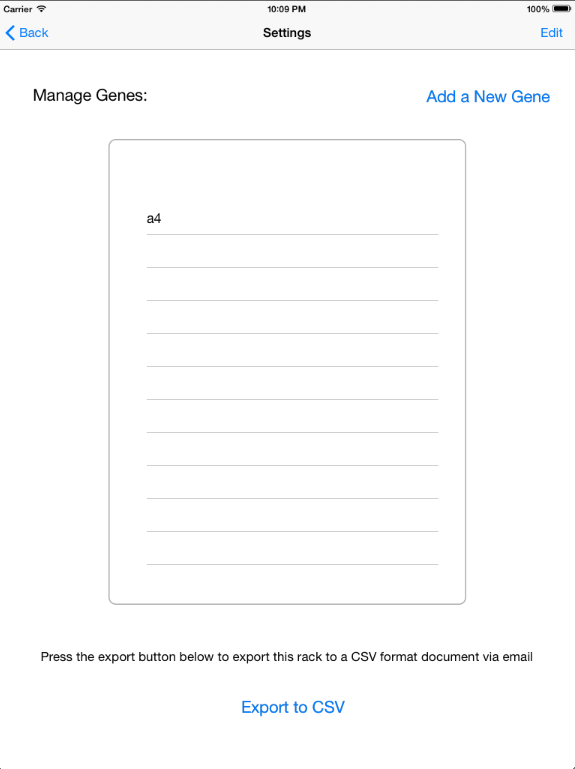 Carrier 10:09 PM 100%
Back Settings Edit
Manage Genes: Add a New Gene
a4
Press the export button below to export this rack to a CSV format document via email
Export to CSV